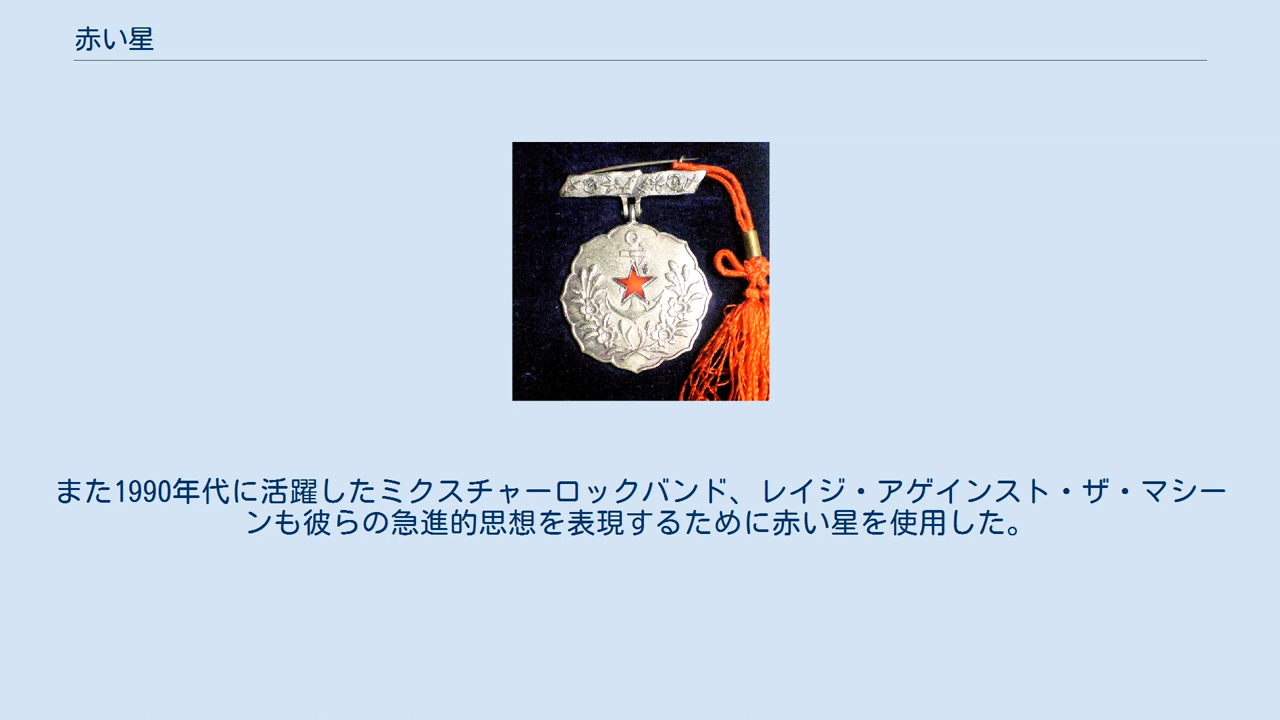 赤い星
また1990年代に活躍したミクスチャーロックバンド、レイジ・アゲインスト・ザ・マシー
ンも彼らの急進的思想を表現するために赤い星を使用した。